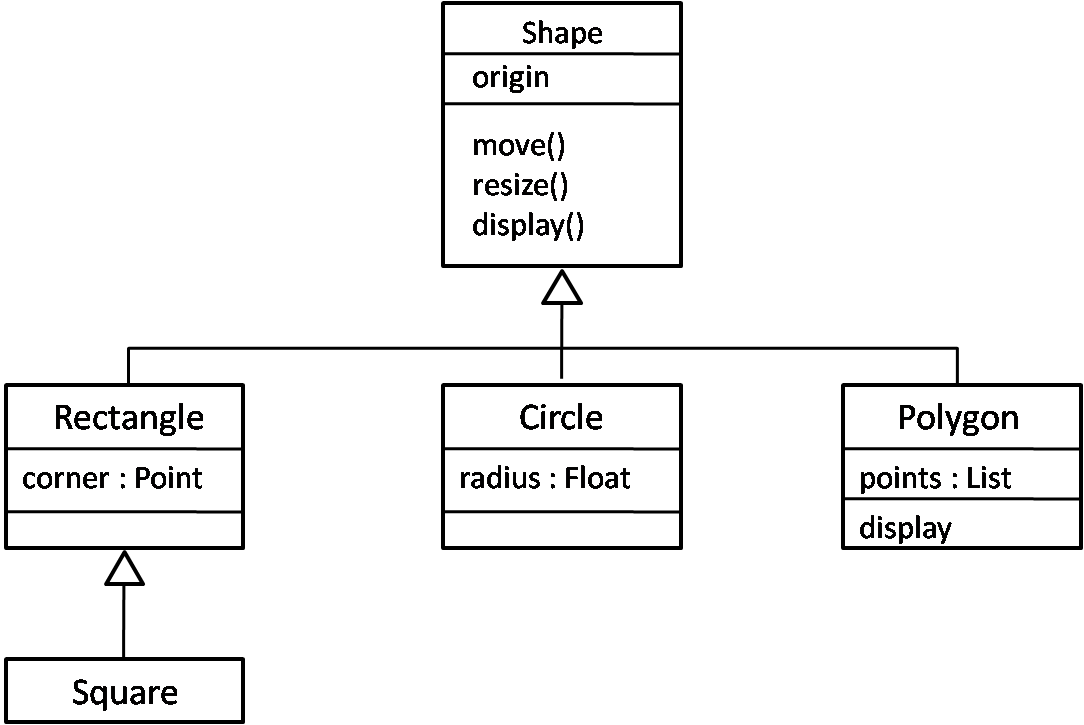 Shape
origin
move()
resize()
display()
Rectangle
corner : Point
Circle
radius : Float
Polygon
points : List
display
Square